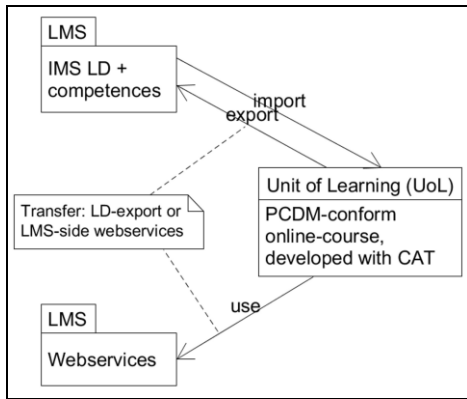 LMS
IMS LD +
competences
import
export
Unit of Learning (UoL)
PCDM-conform
online-course,
developed with CAT
Transfer: LD-export or
LMS-side webservices
use
LMS
Webservices